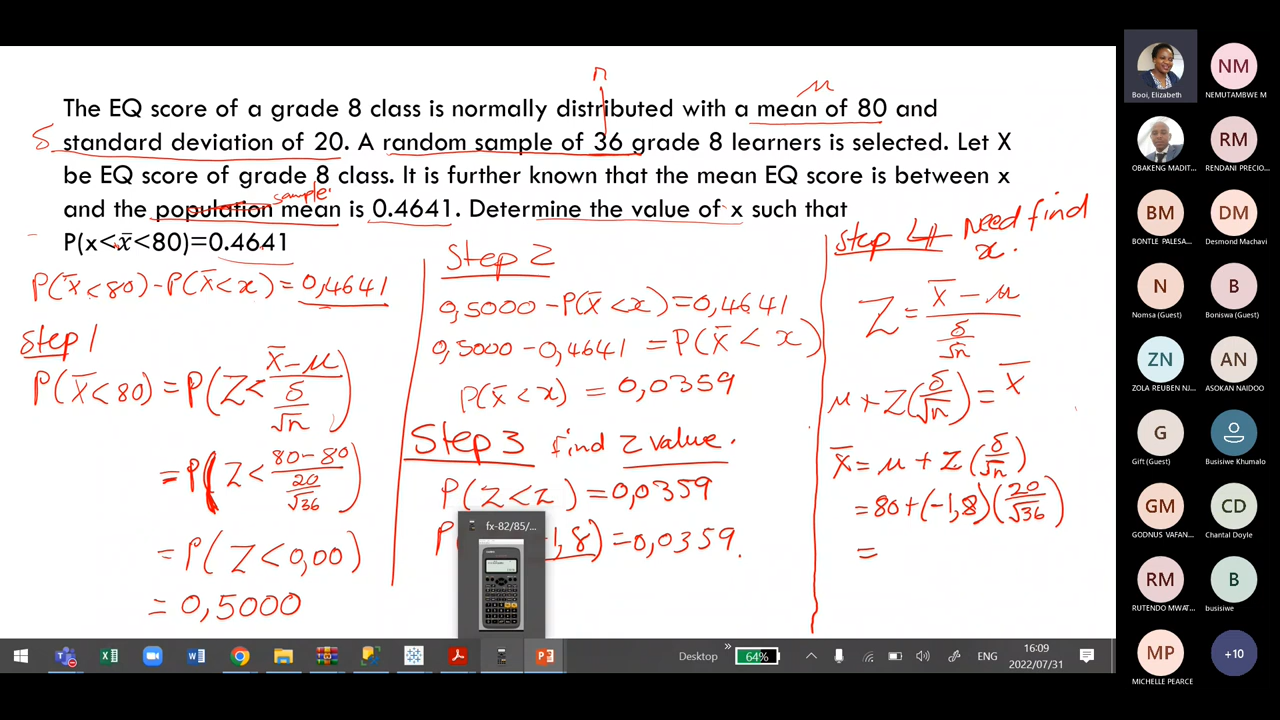 The EQ score of a grade 8 class is normally distributed with a mean of 80 and
standard deviation of 20. A random sample of 36 grade 8 learners is selected. Let X
be EQ score of grade 8 class. It is further known that the mean EQ score is between x
and the population mean is 0.4641. Determine the value of x such that
P(x<x̄<80)=0.4641
n
μ
δ
sample.
P(X̄<80)-P(X̄<x)=0,4641
Step 1
P(X̄<80)=P(Z< X̄-μ / δ/√n)
=P(Z< 80-80 / 20/√36)
=P(Z<0,00)
=0,5000
Step 2
0,5000-P(X̄<x)=0,4641
0,5000-0,4641=P(X̄<x)
P(X̄<x)=0,0359
Step 3 find Z value.
P(Z<z)=0,0359
P( -1,8)=0,0359.
Step 4 Need find
x.
Z= X̄-μ / δ/√n
μ+Z(δ/√n)=X̄
X̄=μ+Z(δ/√n)
=80+(-1,8)(20/√36)
=
fx-82/85/...
Desktop
64%
ENG
16:09
2022/07/31
Booi, Elizabeth
NM
NEMUTAMBWE M
OBAKENG MADIT...
RM
RENDANI PRECIO...
BM
BONTLE PALESA...
DM
Desmond Machavi
N
Nomsa (Guest)
B
Boniswa (Guest)
ZN
ZOLA REUBEN NJ...
AN
ASOKAN NAIDOO
G
Gift (Guest)
Busisiwe Khumalo
GM
GODNUS VAFANA...
CD
Chantal Doyle
RM
RUTENDO MWAT...
B
busisiwe
MP
MICHELLE PEARCE
+10